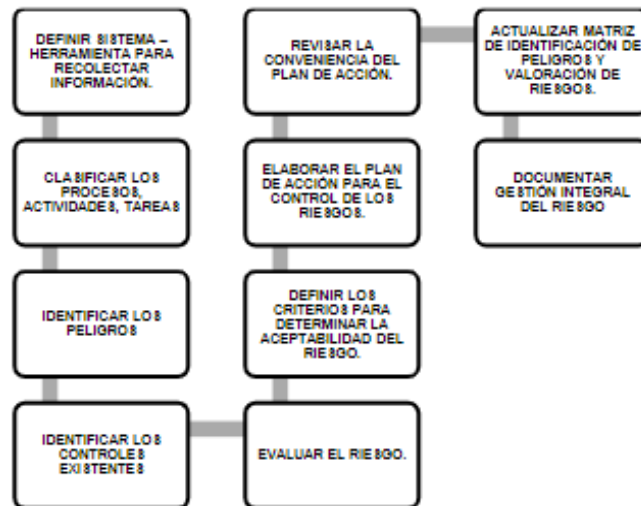 DEFINIR SISTEMA –
HERRAMIENTA PARA
RECOLECTAR
INFORMACIÓN.
CLASIFICAR LOS
PROCESOS,
ACTIVIDADES, TAREAS
IDENTIFICAR LOS
PELIGROS
IDENTIFICAR LOS
CONTROLES
EXISTENTES
EVALUAR EL RIESGO.
DEFINIR LOS
CRITERIOS PARA
DETERMINAR LA
ACEPTABILIDAD DEL
RIESGO.
ELABORAR EL PLAN
DE ACCIÓN PARA EL
CONTROL DE LOS
RIESGOS.
REVISAR LA
CONVENIENCIA DEL
PLAN DE ACCIÓN.
ACTUALIZAR MATRIZ
DE IDENTIFICACIÓN DE
PELIGROS Y
VALORACIÓN DE
RIESGOS.
DOCUMENTAR
GESTIÓN INTEGRAL
DEL RIESGO